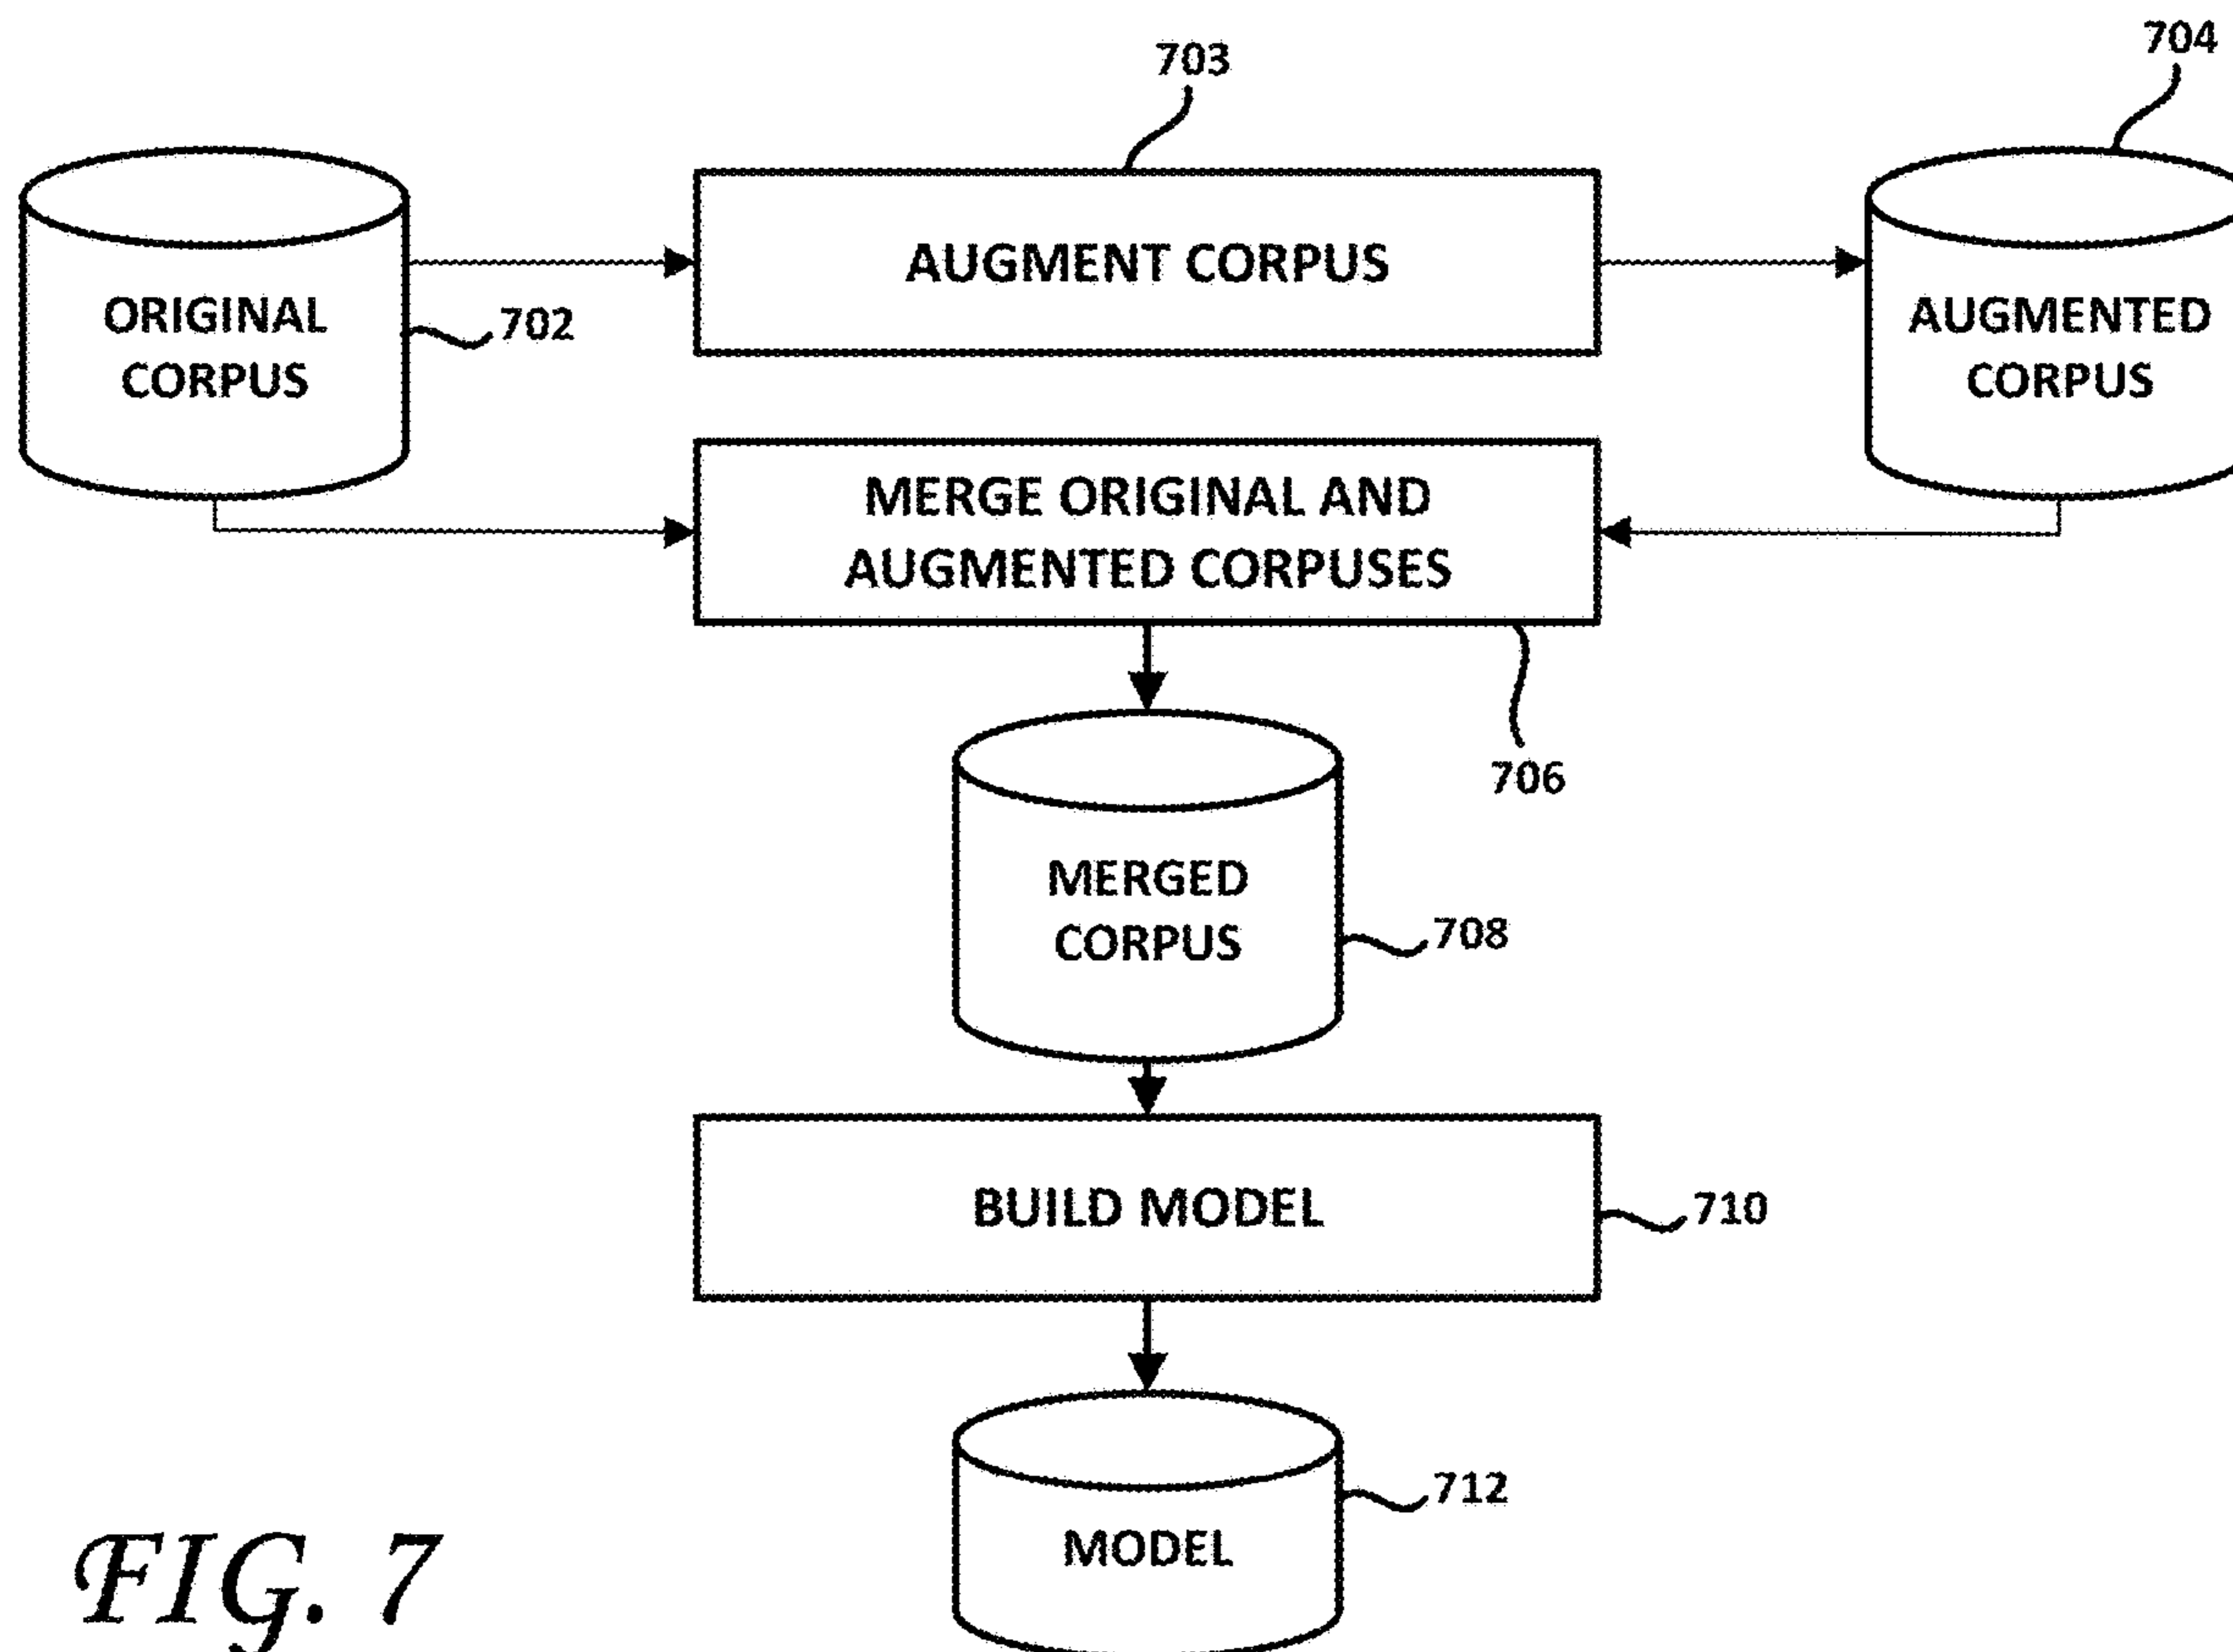 703
704
AUGMENT CORPUS
ORIGINAL
CORPUS
702
AUGMENTED
CORPUS
MERGE ORIGINAL AND
AUGMENTED CORPUSES
706
MERGED
CORPUS
708
BUILD MODEL
710
712
MODEL
FIG. 7